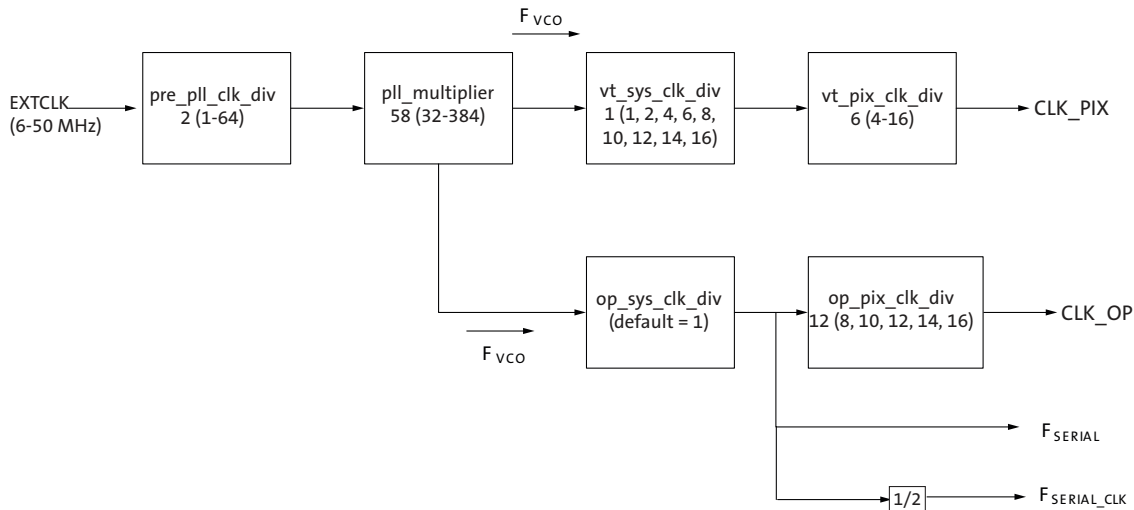 F VCO
EXTCLK
(6-50 MHz)
pre_pll_clk_div
2 (1-64)
pll_multiplier
58 (32-384)
vt_sys_clk_div
1 (1, 2, 4, 6, 8,
10, 12, 14, 16)
vt_pix_clk_div
6 (4-16)
CLK_PIX
op_sys_clk_div
(default = 1)
op_pix_clk_div
12 (8, 10, 12, 14, 16)
CLK_OP
F VCO
FSERIAL
1/2
FSERIAL_CLK